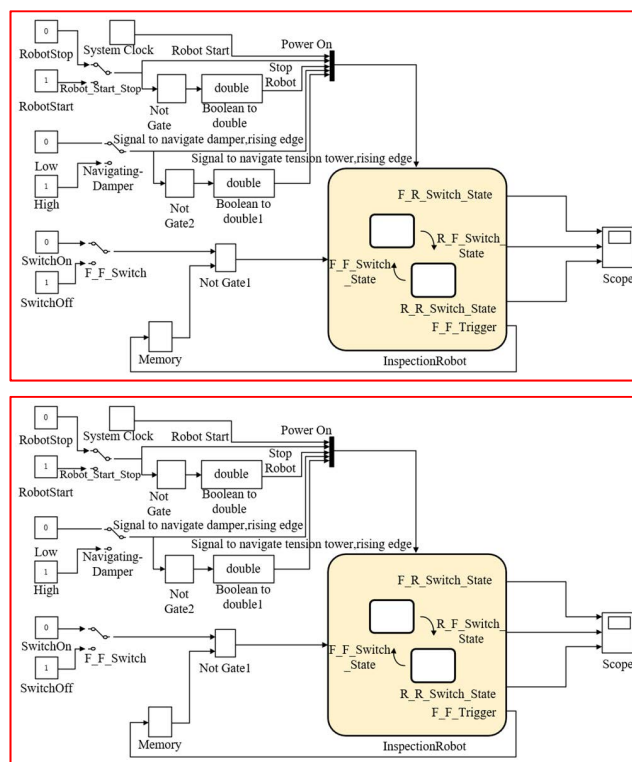 0
RobotStop
System Clock
Robot Start
Power On
1
RobotStart
Robot_Start_Stop
Not
Gate
double
Boolean to
double
Stop
Robot
0
Low
Signal to navigate damper,rising edge
Signal to navigate tension tower,rising edge
1
High
Navigating-
Damper
Not
Gate2
double
Boolean to
double1
0
SwitchOn
1
SwitchOff
F_F_Switch
Not Gate1
Memory
F_R_Switch_State
R_F_Switch_
State
F_F_Switch
_State
R_R_Switch_State
F_F_Trigger
InspectionRobot
Scope
0
RobotStop
System Clock
Robot Start
Power On
1
RobotStart
Robot_Start_Stop
Not
Gate
double
Boolean to
double
Stop
Robot
0
Low
Signal to navigate damper,rising edge
Signal to navigate tension tower,rising edge
1
High
Navigating-
Damper
Not
Gate2
double
Boolean to
double1
0
SwitchOn
1
SwitchOff
F_F_Switch
Not Gate1
Memory
F_R_Switch_State
R_F_Switch_
State
F_F_Switch
_State
R_R_Switch_State
F_F_Trigger
InspectionRobot
Scope